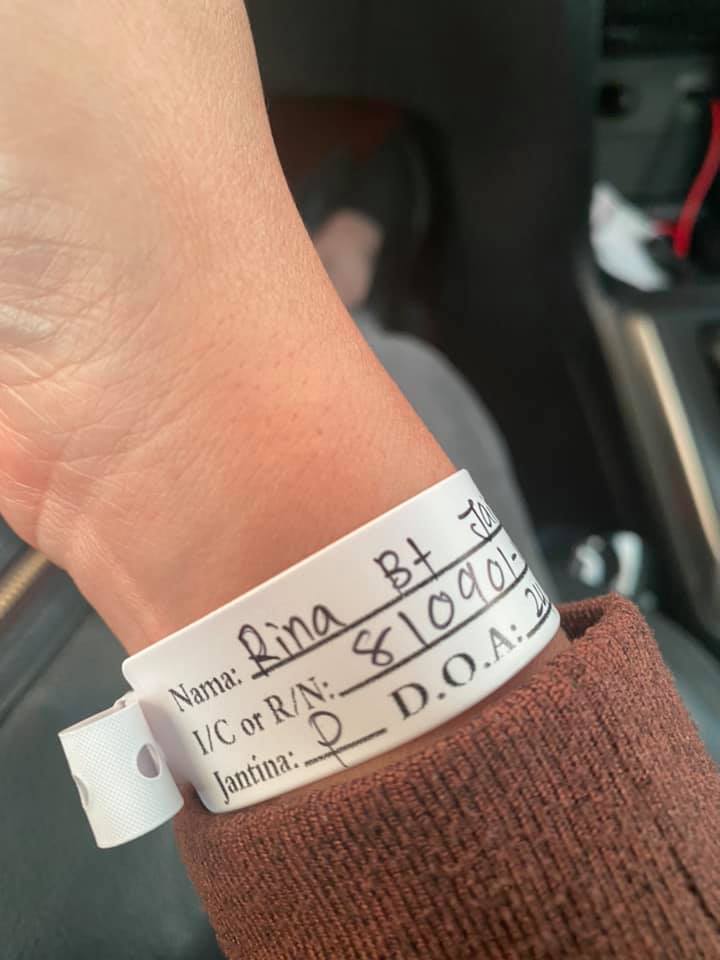 Nama: Rina Bt
I/C or R/N: 810901-
Jantina: P D.O.A: